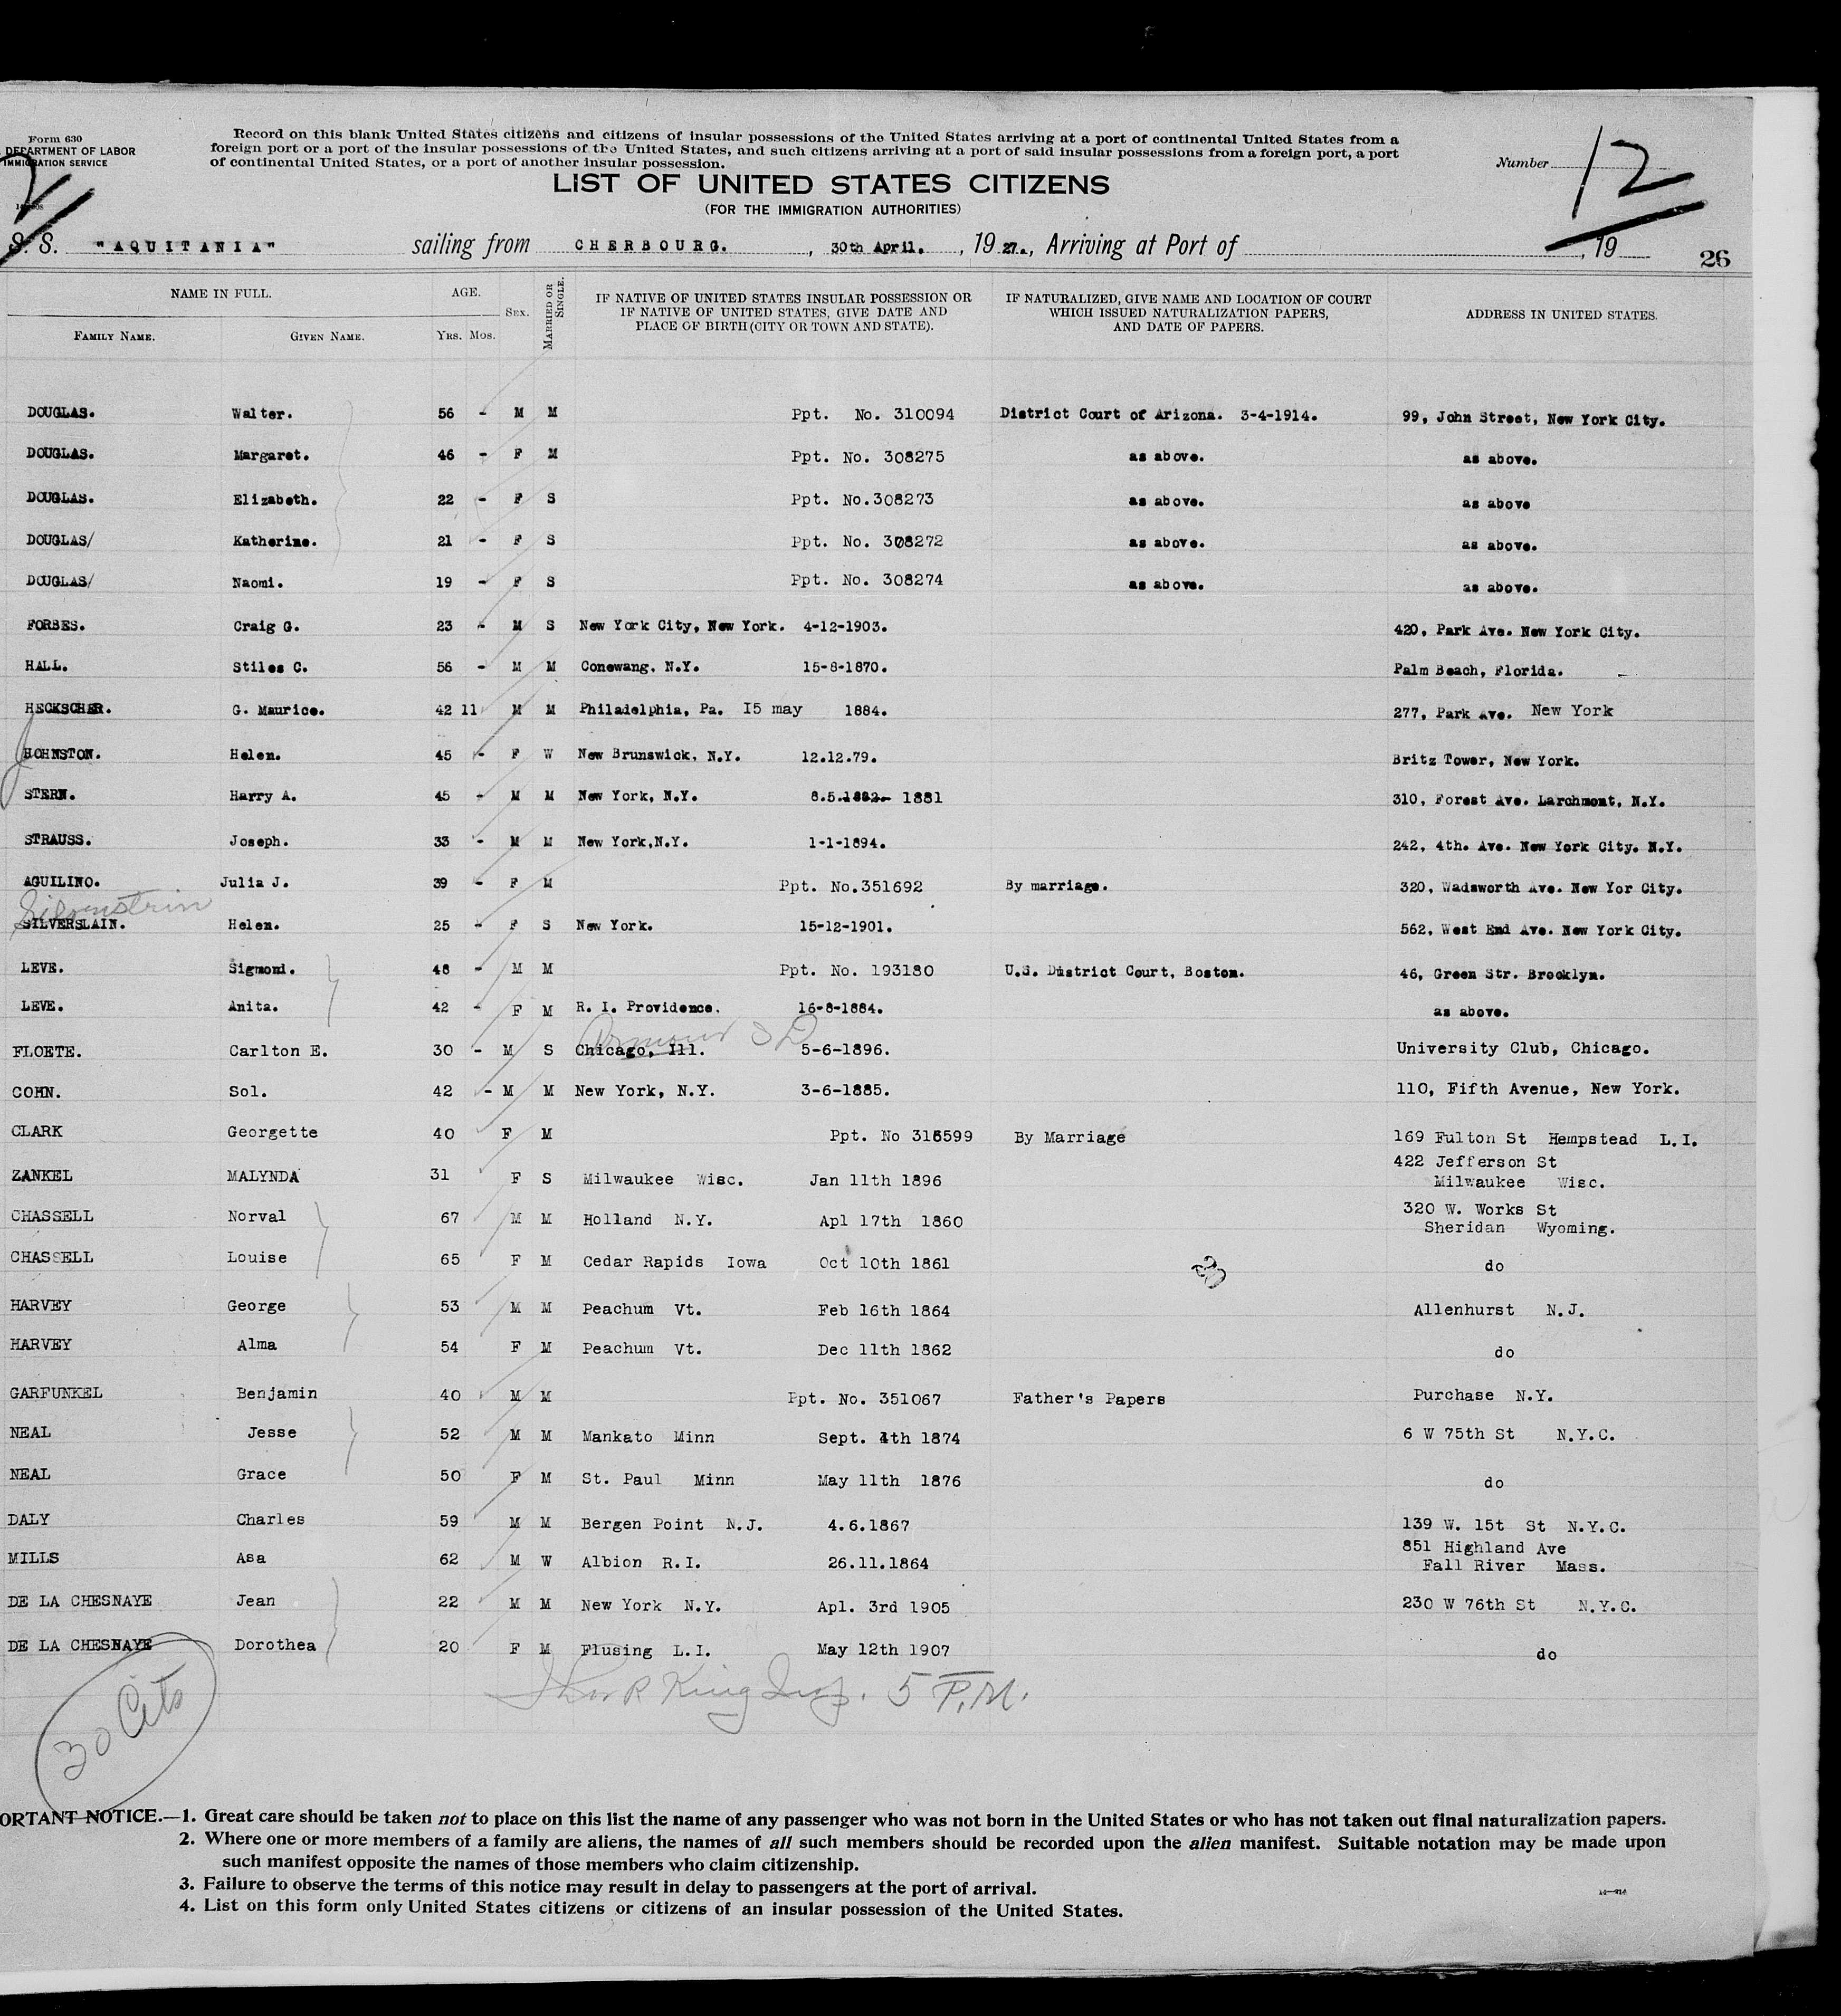 Form 630
DEPARTMENT OF LABOR
IMMIGRATION SERVICE
Record on this blank United States citizens and citizens of insular possessions of the United States arriving at a port of continental United States from a
foreign port or a port of the insular possessions of the United States, and such citizens arriving at a port of said insular possessions from a foreign port, a port
of continental United States, or a port of another insular possession.
Number 12
LIST OF UNITED STATES CITIZENS
(FOR THE IMMIGRATION AUTHORITIES)
S. S. "AQUITANIA" sailing from CHERBOURG. , 30th April. , 19 27. , Arriving at Port of , 19
26
NAME IN FULL. AGE. SEX. MARRIED OR SINGLE. IF NATIVE OF UNITED STATES INSULAR POSSESSION OR IF NATIVE OF UNITED STATES, GIVE DATE AND PLACE OF BIRTH (CITY OR TOWN AND STATE). IF NATURALIZED, GIVE NAME AND LOCATION OF COURT WHICH ISSUED NATURALIZATION PAPERS, AND DATE OF PAPERS. ADDRESS IN UNITED STATES.
FAMILY NAME. GIVEN NAME. YRS. MOS.
DOUGLAS. Walter. 56 - M M Ppt. No. 310094 District Court of Arizona. 3-4-1914. 99, John Street, New York City.
DOUGLAS. Margaret. 46 - F M Ppt. No. 308275 as above. as above.
DOUGLAS. Elizabeth. 22 - F S Ppt. No.308273 as above. as above
DOUGLAS/ Katherine. 21 - F S Ppt. No. 308272 as above. as above.
DOUGLAS/ Naomi. 19 - F S Ppt. No. 308274 as above. as above.
FORBES. Craig G. 23 - M S New York City, New York. 4-12-1903. 420, Park Ave. New York City.
HALL. Stiles C. 56 - M M Conewang, N.Y. 15-8-1870. Palm Beach, Florida.
HECKSCHER. G. Maurice. 42 11 M M Philadelphia, Pa. I5 may 1884. 277, Park Ave. New York
HOHNSTON. Helen. 45 - F W New Brunswick, N.Y. 12.12.79. Britz Tower, New York.
STERN. Harry A. 45 - M M New York, N.Y. 8.5.1882- 1881 310, Forest Ave. Larchmont, N.Y.
STRAUSS. Joseph. 33 - M M New York,N.Y. 1-1-1894. 242, 4th. Ave. New York City. N.Y.
AGUILINO. Julia J. 39 - F M Ppt. No.351692 By marriage. 320, Wadsworth Ave. New Yor City.
Silvenstrin
SILVERSLAIN. Helen. 25 - F S New York. 15-12-1901. 562, West End Ave. New York City.
LEVE. Sigmoni. 48 - M M Ppt. No. 193180 U.S. District Court, Boston. 46, Green Str. Brooklyn.
LEVE. Anita. 42 - F M R. I. Providence. 16-8-1884. as above.
Armour S D
FLOETE. Carlton E. 30 - M S Chicago, Ill. 5-6-1896. University Club, Chicago.
COHN. Sol. 42 - M M New York, N.Y. 3-6-1885. 110, Fifth Avenue, New York.
CLARK Georgette 40 F M Ppt. No 318599 By Marriage 169 Fulton St Hempstead L.I.
ZANKEL MALYNDA 31 F S Milwaukee Wisc. Jan 11th 1896 422 Jefferson St
Milwaukee Wisc.
CHASSELL Norval 67 M M Holland N.Y. Apl 17th 1860 320 W. Works St
Sheridan Wyoming.
CHASSELL Louise 65 F M Cedar Rapids Iowa Oct 10th 1861 do
HARVEY George 53 M M Peachum Vt. Feb 16th 1864 Allenhurst N.J.
HARVEY Alma 54 F M Peachum Vt. Dec 11th 1862 do
GARFUNKEL Benjamin 40 M M Ppt. No. 351067 Father's Papers Purchase N.Y.
NEAL Jesse 52 M M Mankato Minn Sept. 4th 1874 6 W 75th St N.Y.C.
NEAL Grace 50 F M St. Paul Minn May 11th 1876 do
DALY Charles 59 M M Bergen Point N.J. 4.6.1867 139 W. 15t St N.Y.C.
MILLS Asa 62 M W Albion R.I. 26.11.1864 851 Highland Ave
Fall River Mass.
DE LA CHESNAYE Jean 22 M M New York N.Y. Apl. 3rd 1905 230 W 76th St N.Y.C.
DE LA CHESNAYE Dorothea 20 F M Flusing L.I. May 12th 1907 do
Thos R King Insp. 5 P.M.
30 Cits
ORTANT NOTICE.—1. Great care should be taken not to place on this list the name of any passenger who was not born in the United States or who has not taken out final naturalization papers.
2. Where one or more members of a family are aliens, the names of all such members should be recorded upon the alien manifest. Suitable notation may be made upon
such manifest opposite the names of those members who claim citizenship.
3. Failure to observe the terms of this notice may result in delay to passengers at the port of arrival.
4. List on this form only United States citizens or citizens of an insular possession of the United States.